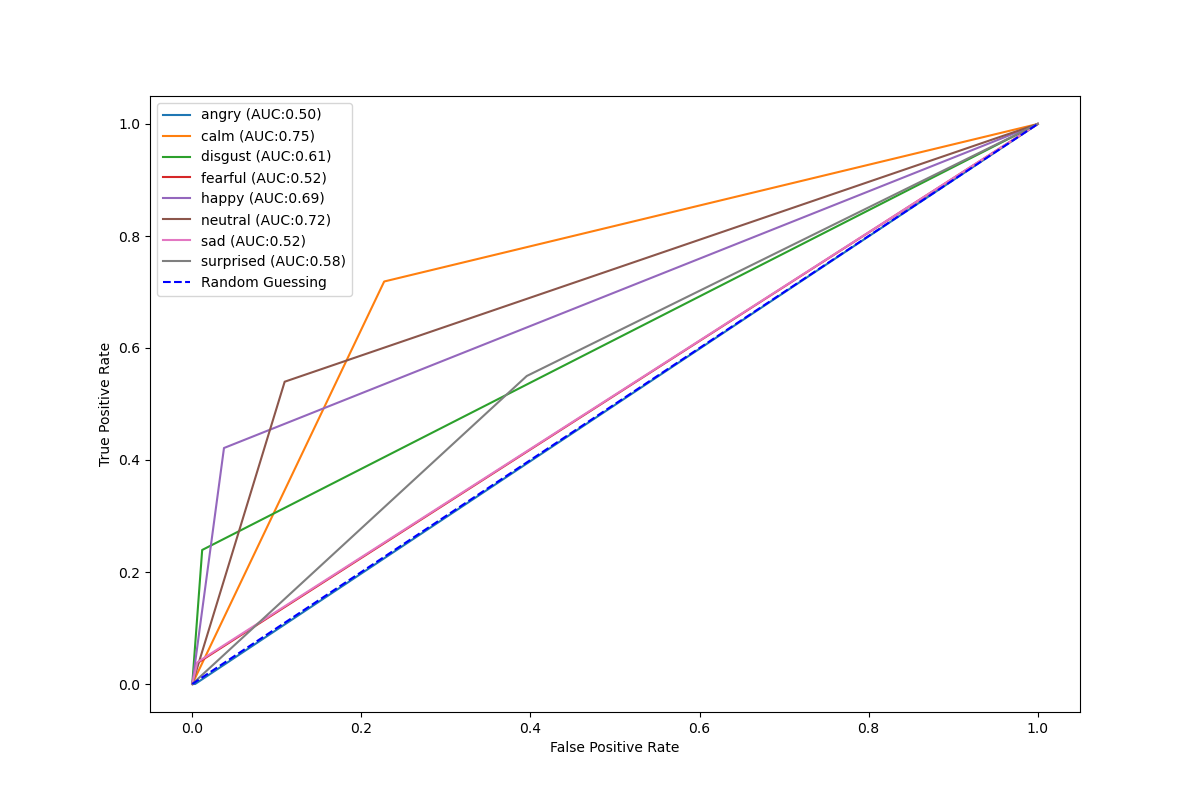 angry (AUC:0.50)
calm (AUC:0.75)
disgust (AUC:0.61)
fearful (AUC:0.52)
happy (AUC:0.69)
neutral (AUC:0.72)
sad (AUC:0.52)
surprised (AUC:0.58)
Random Guessing
True Positive Rate
1.0
0.8
0.6
0.4
0.2
0.0
0.0 0.2 0.4 0.6 0.8 1.0
False Positive Rate